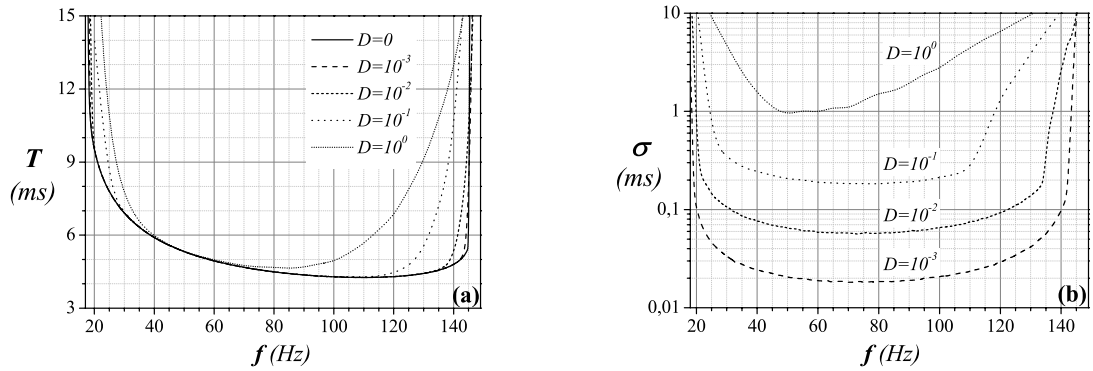 15
12
9
6
3
T
(ms)
20 40 60 80 100 120 140
f (Hz)
D=0
D=10^-3
D=10^-2
D=10^-1
D=10^0
(a)
10
1
0,1
0,01
σ
(ms)
20 40 60 80 100 120 140
f (Hz)
D=10^0
D=10^-1
D=10^-2
D=10^-3
(b)